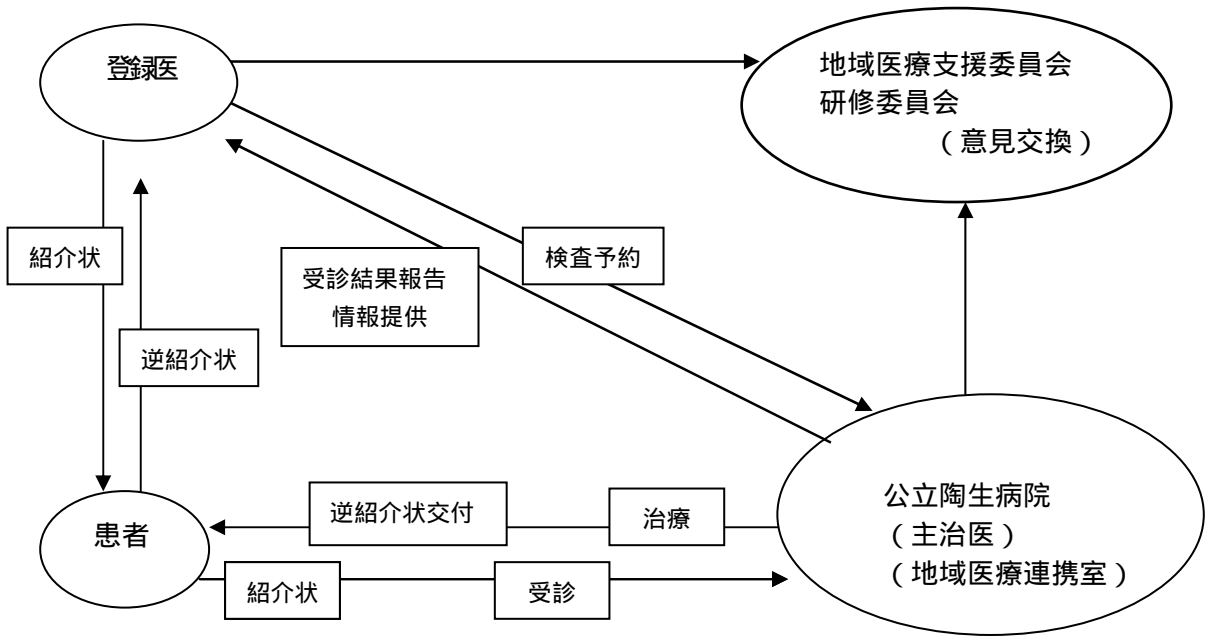 登録医
地域医療支援委員会
研修委員会
(意見交換)
紹介状
検査予約
受診結果報告
情報提供
逆紹介状
公立陶生病院
(主治医)
(地域医療連携室)
患者
逆紹介状交付
治療
紹介状
受診